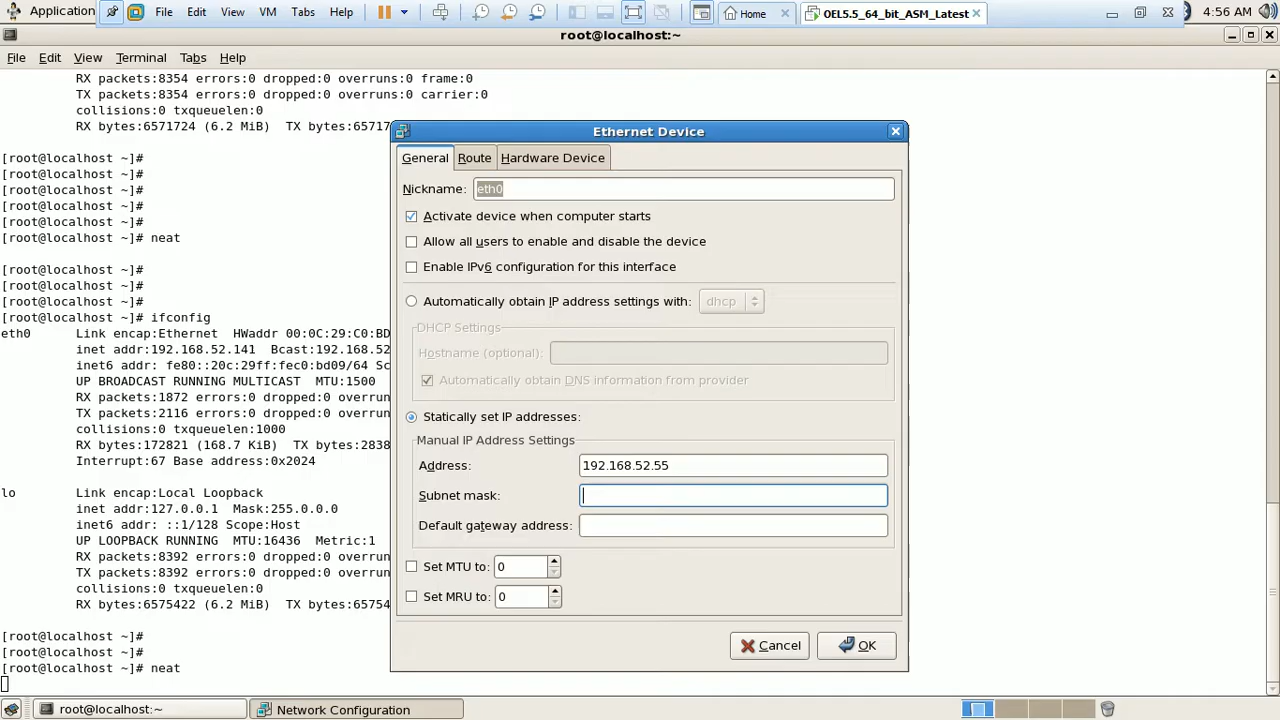 Applications File Edit View VM Tabs Help Home OEL5.5_64_bit_ASM_Latest 4:56 AM
root@localhost:~
File Edit View Terminal Tabs Help
RX packets:8354 errors:0 dropped:0 overruns:0 frame:0
TX packets:8354 errors:0 dropped:0 overruns:0 carrier:0
collisions:0 txqueuelen:0
RX bytes:6571724 (6.2 MiB) TX bytes:65717
[root@localhost ~]#
[root@localhost ~]#
[root@localhost ~]#
[root@localhost ~]#
[root@localhost ~]#
[root@localhost ~]# neat
[root@localhost ~]#
[root@localhost ~]#
[root@localhost ~]#
[root@localhost ~]# ifconfig
eth0 Link encap:Ethernet HWaddr 00:0C:29:C0:BD
inet addr:192.168.52.141 Bcast:192.168
inet6 addr: fe80::20c:29ff:fec0:bd09/64 Sc
UP BROADCAST RUNNING MULTICAST MTU:1500
RX packets:1872 errors:0 dropped:0 overrun
TX packets:2116 errors:0 dropped:0 overrun
collisions:0 txqueuelen:1000
RX bytes:172821 (168.7 KiB) TX bytes:2838
Interrupt:67 Base address:0x2024
lo Link encap:Local Loopback
inet addr:127.0.0.1 Mask:255.0.0.0
inet6 addr: ::1/128 Scope:Host
UP LOOPBACK RUNNING MTU:16436 Metric:1
RX packets:8392 errors:0 dropped:0 overrun
TX packets:8392 errors:0 dropped:0 overrun
collisions:0 txqueuelen:0
RX bytes:6575422 (6.2 MiB) TX bytes:65754
[root@localhost ~]#
[root@localhost ~]#
[root@localhost ~]# neat
Ethernet Device
General Route Hardware Device
Nickname: eth0
Activate device when computer starts
Allow all users to enable and disable the device
Enable IPv6 configuration for this interface
Automatically obtain IP address settings with: dhcp
DHCP Settings
Hostname (optional):
Automatically obtain DNS information from provider
Statically set IP addresses:
Manual IP Address Settings
Address: 192.168.52.55
Subnet mask:
Default gateway address:
Set MTU to: 0
Set MRU to: 0
Cancel OK
root@localhost:~ Network Configuration